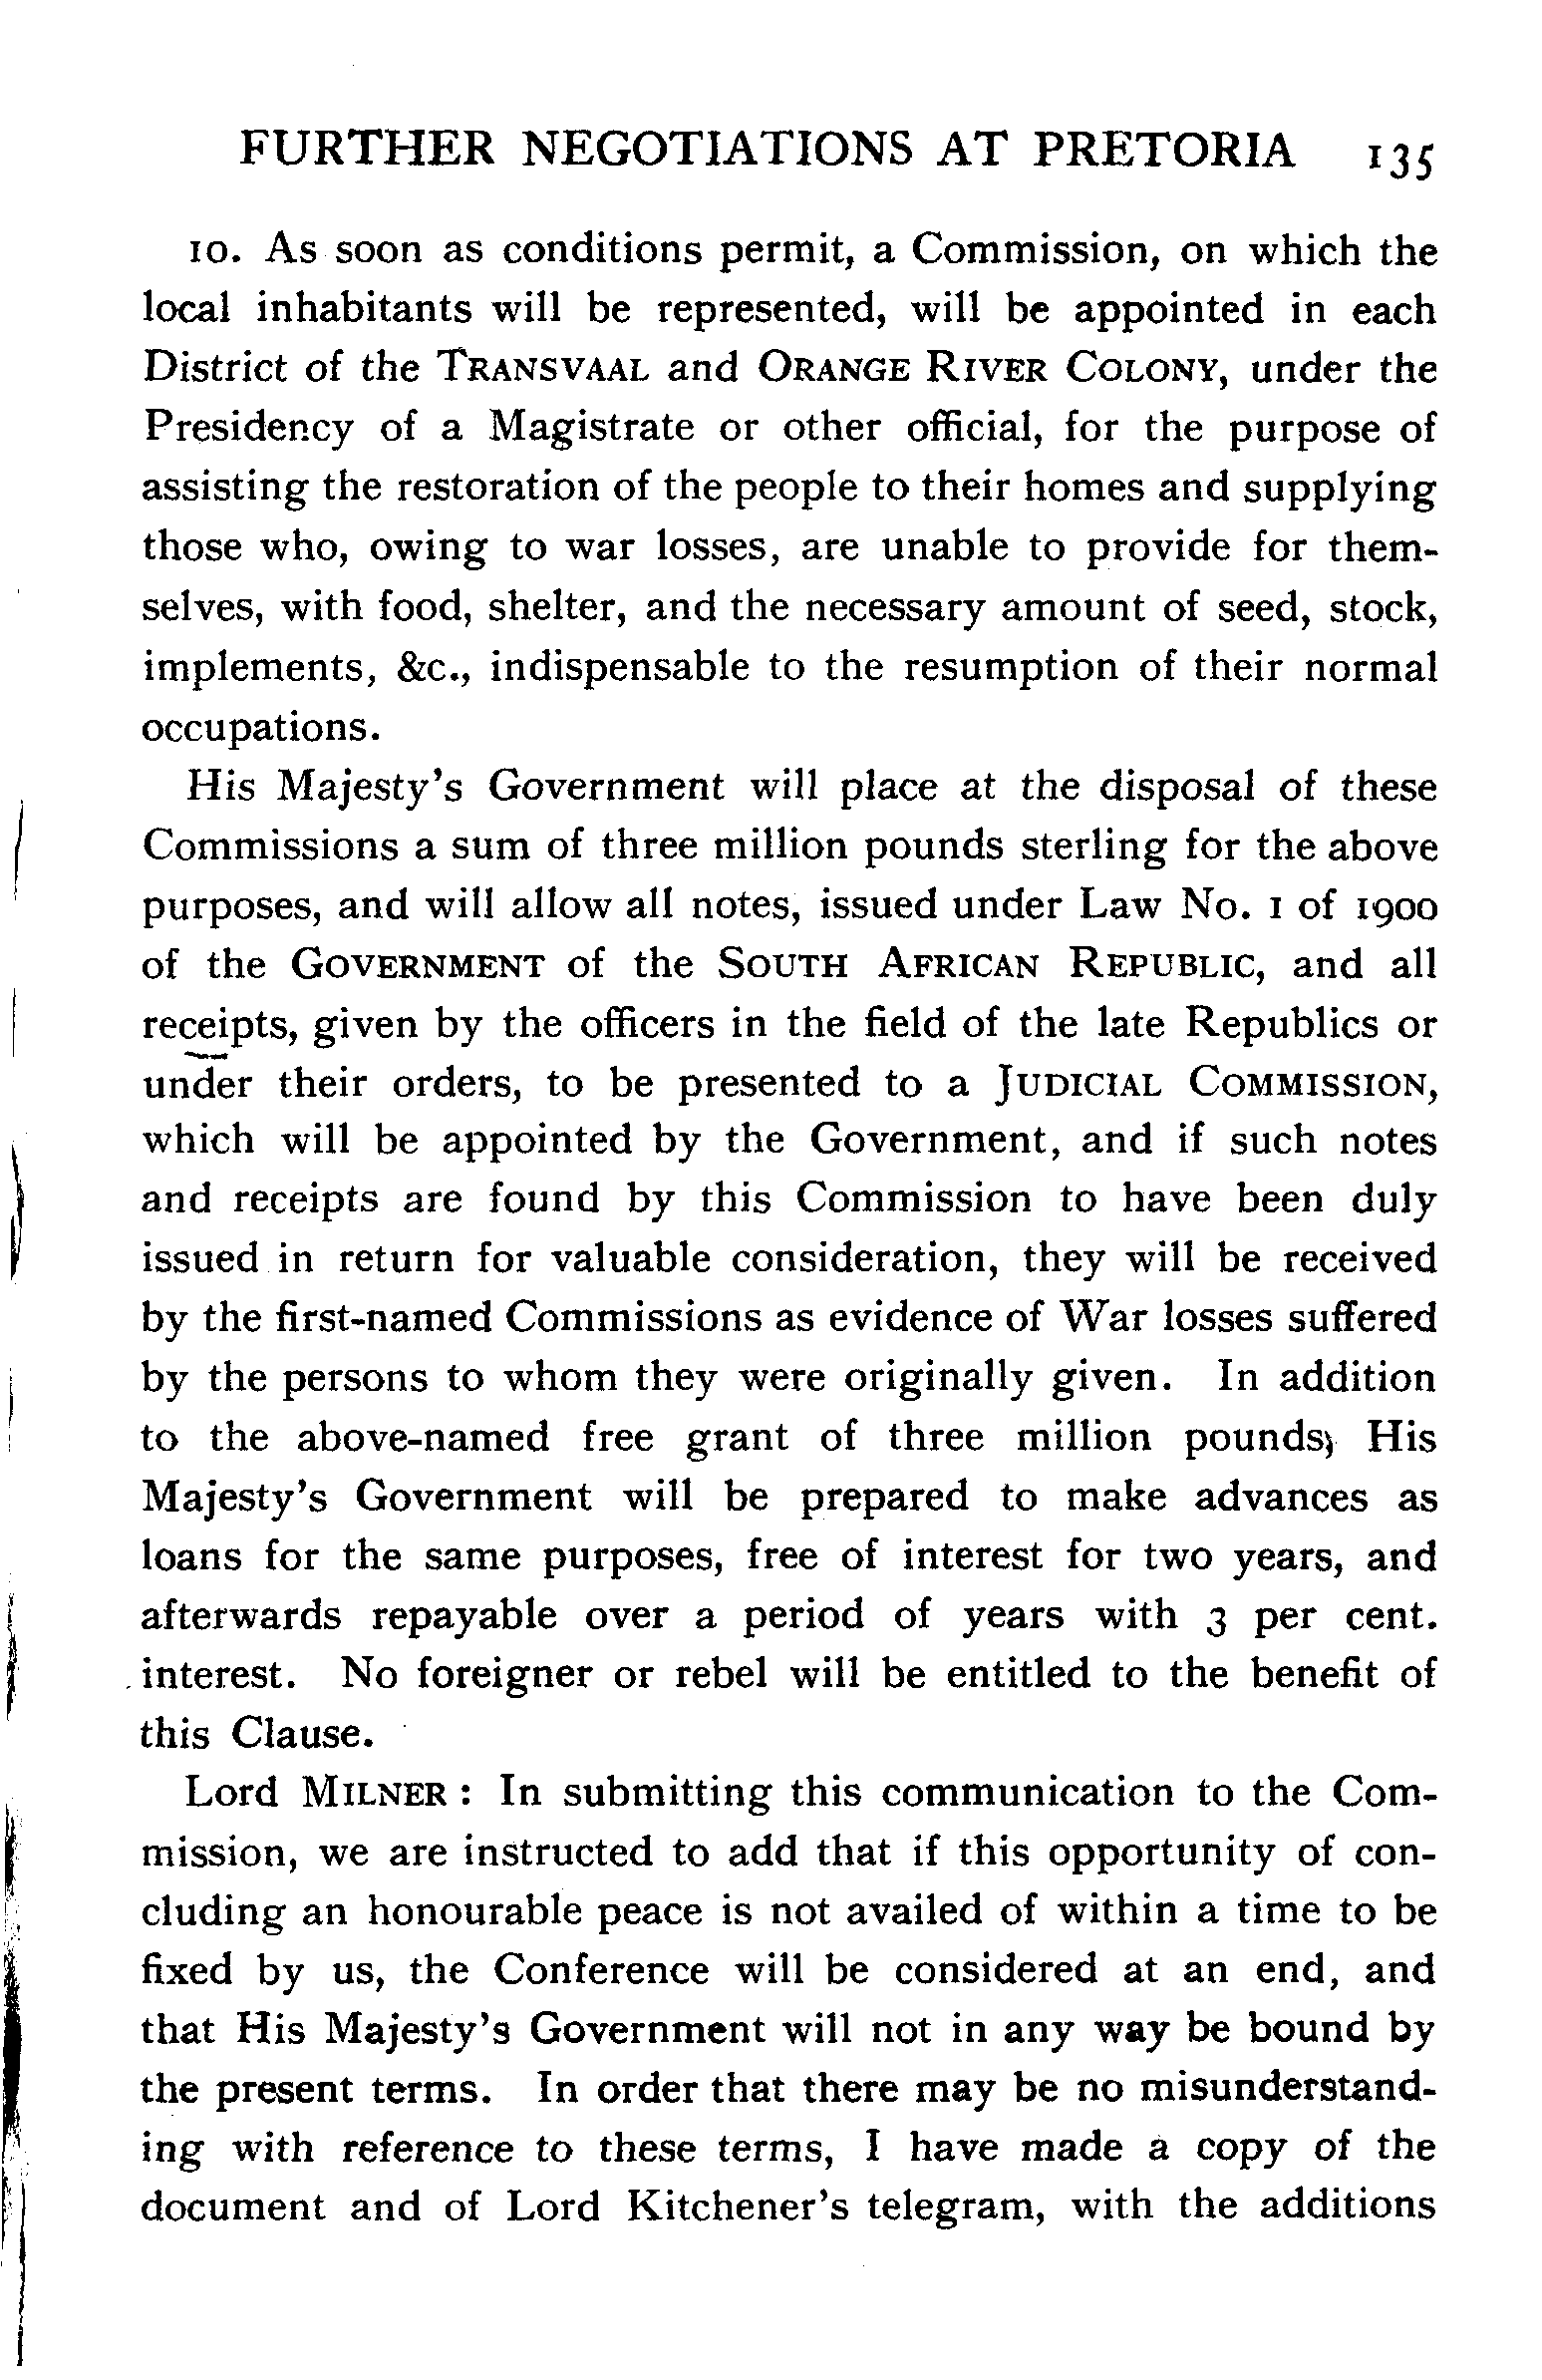 FURTHER NEGOTIATIONS AT PRETORIA 135
10. As soon as conditions permit, a Commission, on which the
local inhabitants will be represented, will be appointed in each
District of the TRANSVAAL and ORANGE RIVER COLONY, under the
Presidency of a Magistrate or other official, for the purpose of
assisting the restoration of the people to their homes and supplying
those who, owing to war losses, are unable to provide for them-
selves, with food, shelter, and the necessary amount of seed, stock,
implements, &c., indispensable to the resumption of their normal
occupations.
His Majesty's Government will place at the disposal of these
Commissions a sum of three million pounds sterling for the above
purposes, and will allow all notes, issued under Law No. 1 of 1900
of the GOVERNMENT of the SOUTH AFRICAN REPUBLIC, and all
receipts, given by the officers in the field of the late Republics or
under their orders, to be presented to a JUDICIAL COMMISSION,
which will be appointed by the Government, and if such notes
and receipts are found by this Commission to have been duly
issued in return for valuable consideration, they will be received
by the first-named Commissions as evidence of War losses suffered
by the persons to whom they were originally given. In addition
to the above-named free grant of three million pounds, His
Majesty's Government will be prepared to make advances as
loans for the same purposes, free of interest for two years, and
afterwards repayable over a period of years with 3 per cent.
interest. No foreigner or rebel will be entitled to the benefit of
this Clause.
Lord MILNER : In submitting this communication to the Com-
mission, we are instructed to add that if this opportunity of con-
cluding an honourable peace is not availed of within a time to be
fixed by us, the Conference will be considered at an end, and
that His Majesty's Government will not in any way be bound by
the present terms. In order that there may be no misunderstand-
ing with reference to these terms, I have made a copy of the
document and of Lord Kitchener's telegram, with the additions